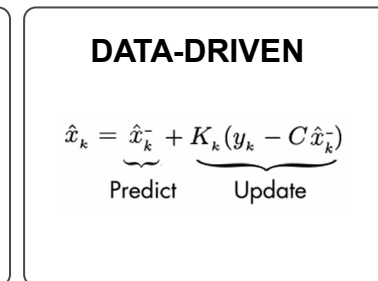 DATA-DRIVEN
x̂ₖ = x̂ₖ⁻ + Kₖ(yₖ − Cx̂ₖ⁻)
Predict Update